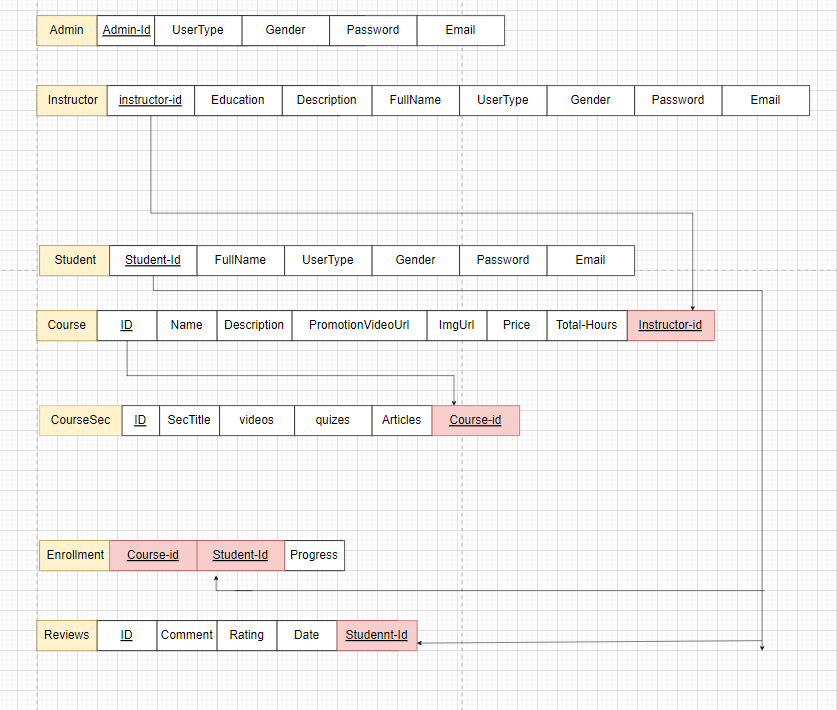 Admin Admin-Id UserType Gender Password Email
Instructor instructor-id Education Description FullName UserType Gender Password Email
Student Student-Id FullName UserType Gender Password Email
Course ID Name Description PromotionVideoUrl ImgUrl Price Total-Hours Instructor-id
CourseSec ID SecTitle videos quizes Articles Course-id
Enrollment Course-id Student-Id Progress
Reviews ID Comment Rating Date Studennt-Id